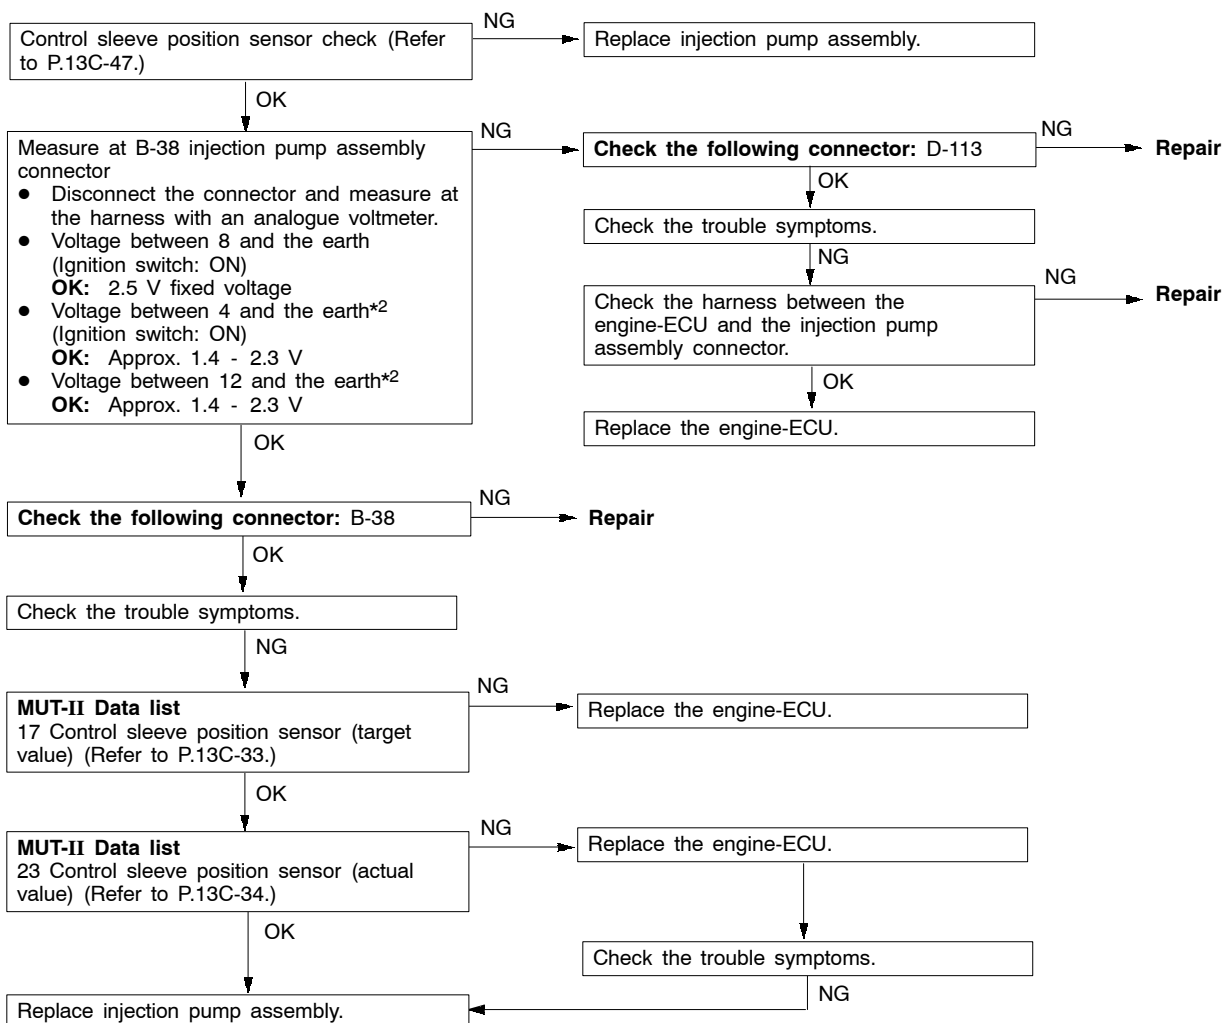 Control sleeve position sensor check (Refer
to P.13C-47.)
NG
Replace injection pump assembly.
OK
Measure at B-38 injection pump assembly
connector
● Disconnect the connector and measure at
the harness with an analogue voltmeter.
● Voltage between 8 and the earth
(Ignition switch: ON)
OK: 2.5 V fixed voltage
● Voltage between 4 and the earth*2
(Ignition switch: ON)
OK: Approx. 1.4 - 2.3 V
● Voltage between 12 and the earth*2
OK: Approx. 1.4 - 2.3 V
NG
Check the following connector: D-113
NG
Repair
OK
Check the trouble symptoms.
NG
Check the harness between the
engine-ECU and the injection pump
assembly connector.
NG
Repair
OK
Replace the engine-ECU.
OK
Check the following connector: B-38
NG
Repair
OK
Check the trouble symptoms.
NG
MUT-II Data list
17 Control sleeve position sensor (target
value) (Refer to P.13C-33.)
NG
Replace the engine-ECU.
OK
MUT-II Data list
23 Control sleeve position sensor (actual
value) (Refer to P.13C-34.)
NG
Replace the engine-ECU.
OK
Check the trouble symptoms.
NG
Replace injection pump assembly.